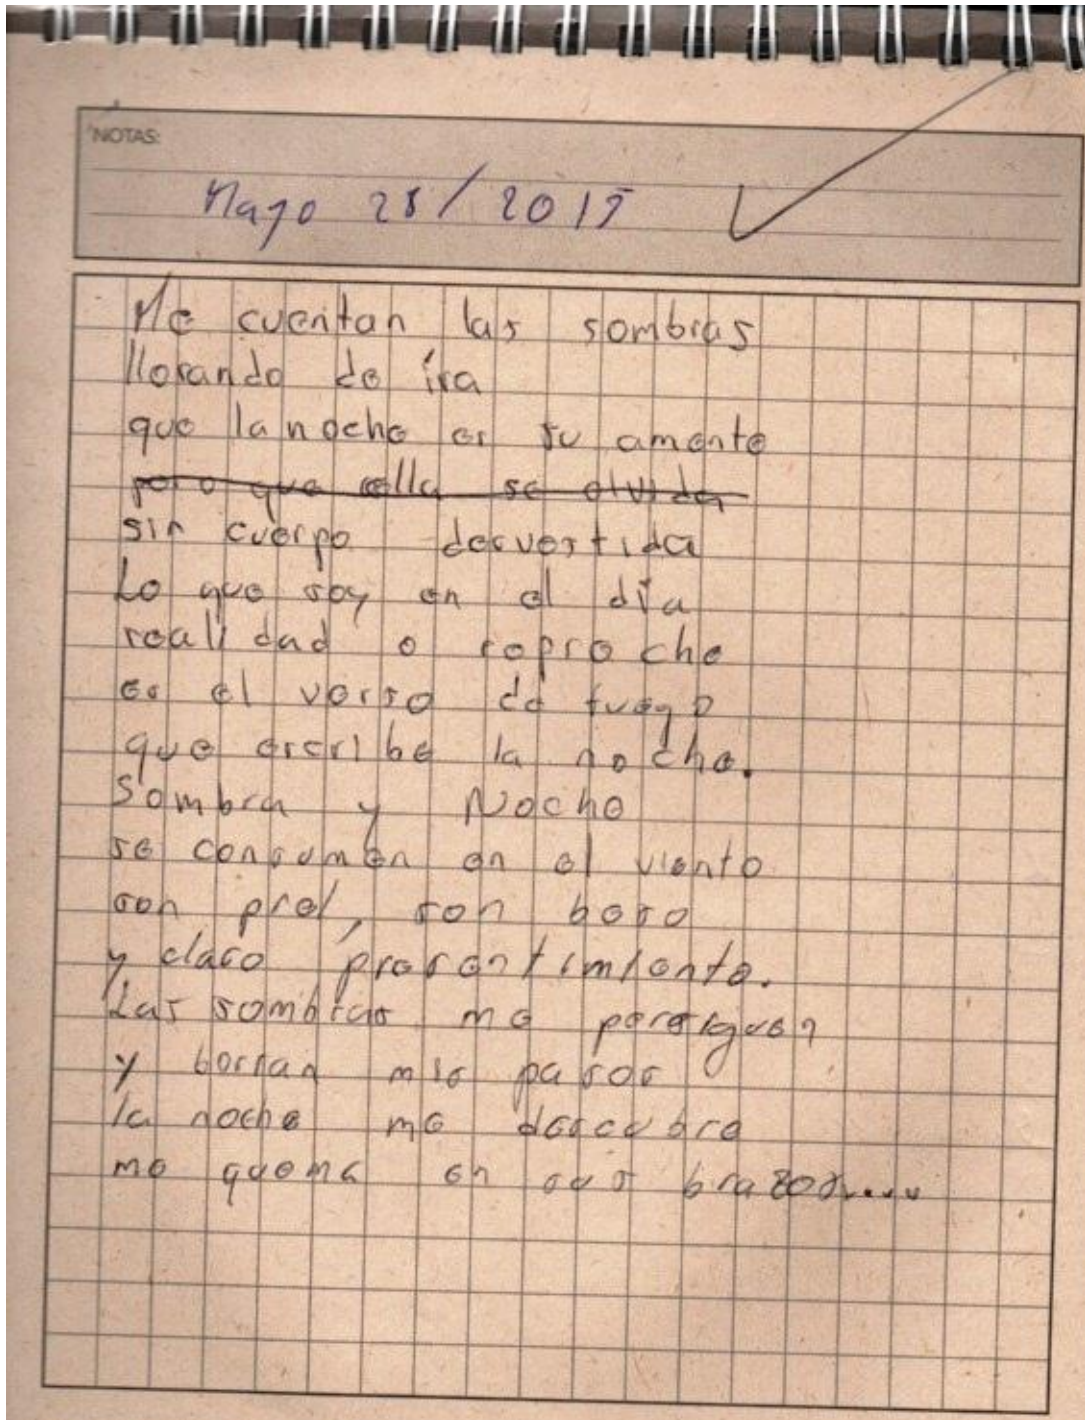 NOTAS:
Mayo 28/2015
Me cuentan las sombras
llorando de ira
que la noche es su amante
pero que ella se olvida
sin cuerpo desvestida
Lo que soy en el día
realidad o reproche
es el verso de fuego
que escribe la noche.
Sombra y Noche
se consumen en el viento
son piel, son beso
y claro presentimiento.
Las sombras me persiguen
y borran mis pasos
la noche me descubre
me quema en sus brazos....